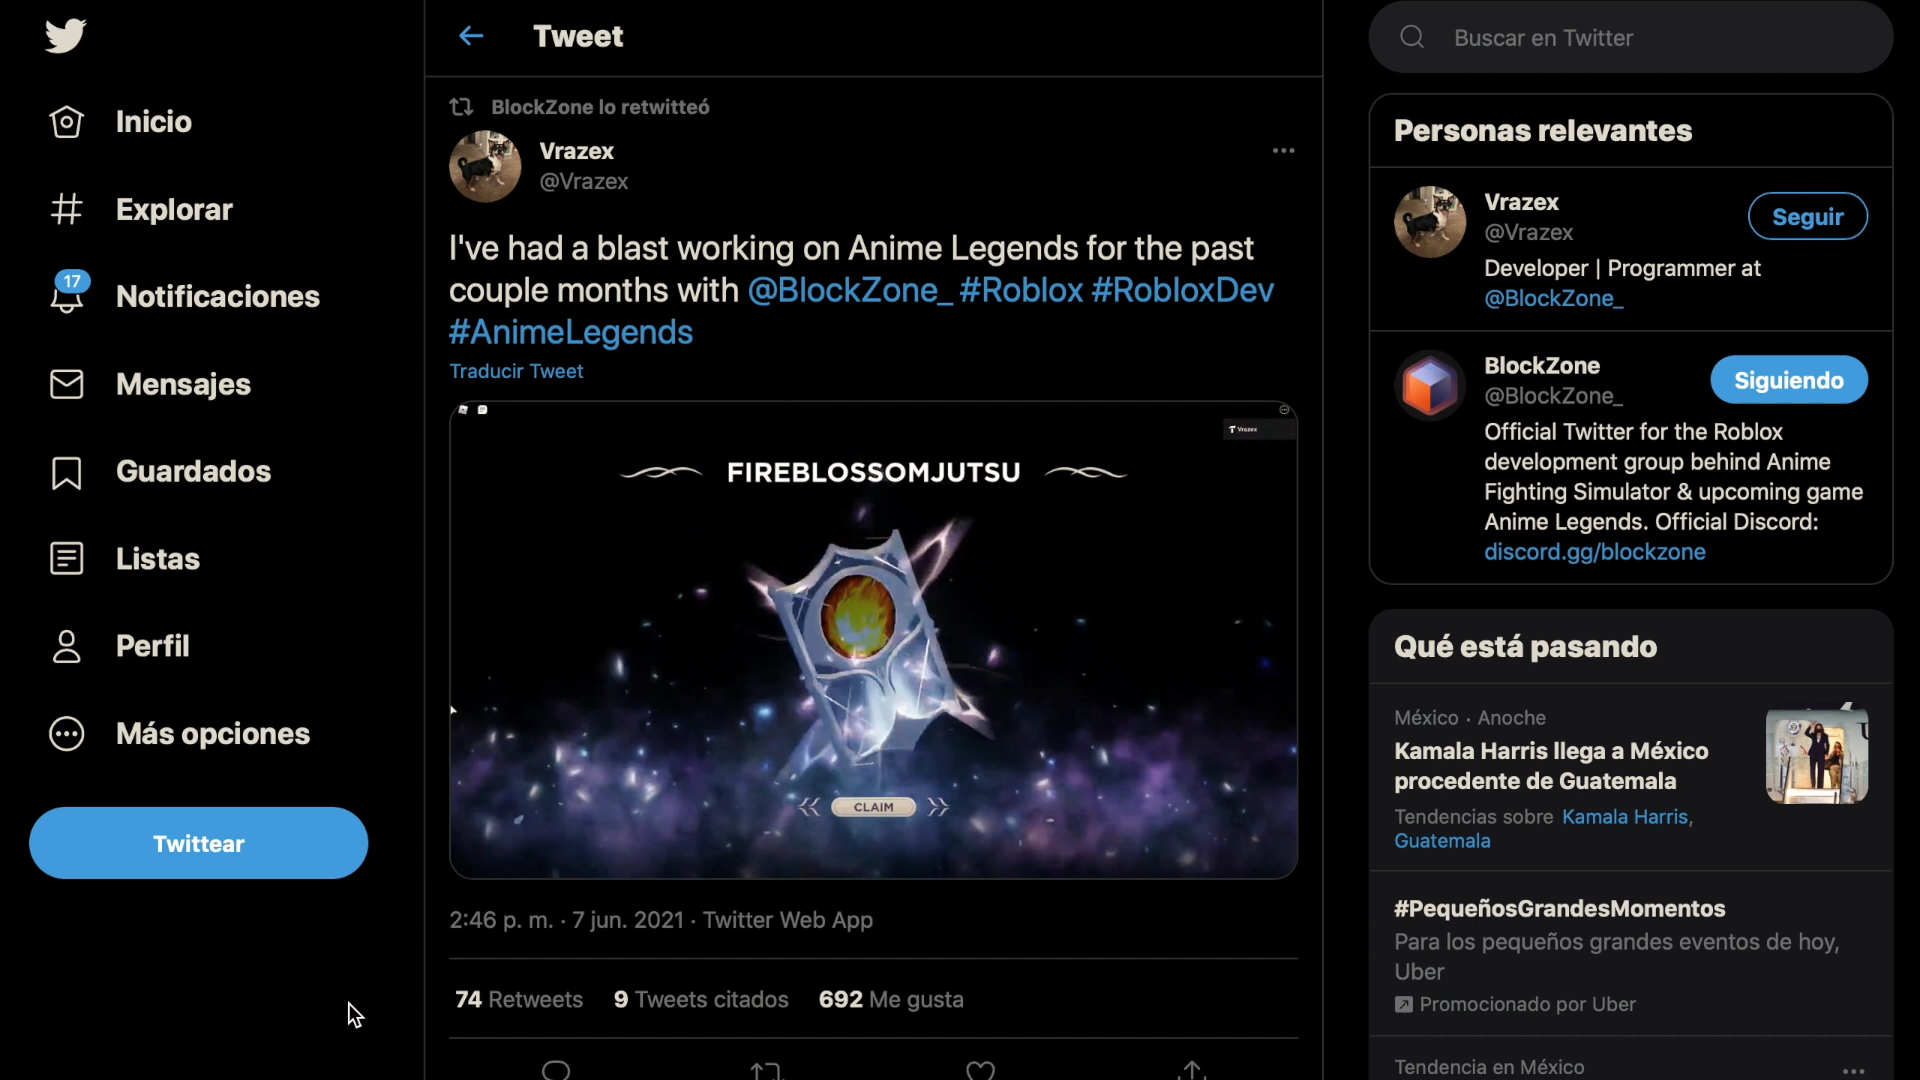 Inicio
Explorar
17
Notificaciones
Mensajes
Guardados
Listas
Perfil
Más opciones
Twittear
Tweet
BlockZone lo retwitteó
Vrazex
@Vrazex
I've had a blast working on Anime Legends for the past
couple months with @BlockZone_ #Roblox #RobloxDev
#AnimeLegends
Traducir Tweet
Vrazex
FIREBLOSSOMJUTSU
CLAIM
2:46 p. m. · 7 jun. 2021 · Twitter Web App
74 Retweets 9 Tweets citados 692 Me gusta
Buscar en Twitter
Personas relevantes
Vrazex
@Vrazex
Seguir
Developer | Programmer at
@BlockZone_
BlockZone
@BlockZone_
Siguiendo
Official Twitter for the Roblox
development group behind Anime
Fighting Simulator & upcoming game
Anime Legends. Official Discord:
discord.gg/blockzone
Qué está pasando
México · Anoche
Kamala Harris llega a México
procedente de Guatemala
Tendencias sobre Kamala Harris,
Guatemala
#PequeñosGrandesMomentos
Para los pequeños grandes eventos de hoy,
Uber
Promocionado por Uber
Tendencia en México